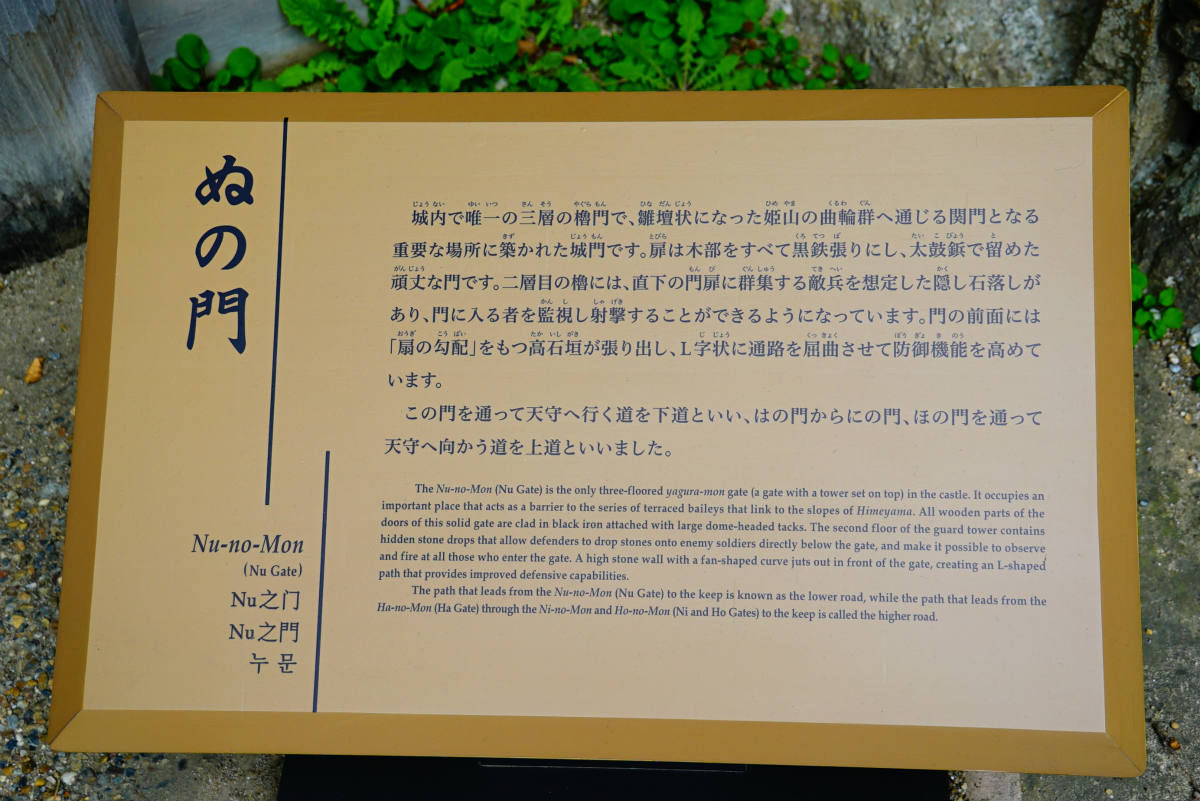 ぬの門
城内で唯一の三層の櫓門で、雛壇状になった姫山の曲輪群へ通じる関門となる
重要な場所に築かれた城門です。扉は木部をすべて黒鉄張りにし、太鼓鋲で留めた
頑丈な門です。二層目の櫓には、直下の門扉に群集する敵兵を想定した隠し石落しが
あり、門に入る者を監視し射撃することができるようになっています。門の前面には
「扇の勾配」をもつ高石垣が張り出し、L字状に通路を屈曲させて防御機能を高めて
います。
この門を通って天守へ行く道を下道といい、はの門からにの門、ほの門を通って
天守へ向かう道を上道といいました。
Nu-no-Mon
(Nu Gate)
Nu之门
Nu之門
누 문
The Nu-no-Mon (Nu Gate) is the only three-floored yagura-mon gate (a gate with a tower set on top) in the castle. It occupies an
important place that acts as a barrier to the series of terraced baileys that link to the slopes of Himeyama. All wooden parts of the
doors of this solid gate are clad in black iron attached with large dome-headed tacks. The second floor of the guard tower contains
hidden stone drops that allow defenders to drop stones onto enemy soldiers directly below the gate, and make it possible to observe
and fire at all those who enter the gate. A high stone wall with a fan-shaped curve juts out in front of the gate, creating an L-shaped
path that provides improved defensive capabilities.
The path that leads from the Nu-no-Mon (Nu Gate) to the keep is known as the lower road, while the path that leads from the
Ha-no-Mon (Ha Gate) through the Ni-no-Mon and Ho-no-Mon (Ni and Ho Gates) to the keep is called the higher road.